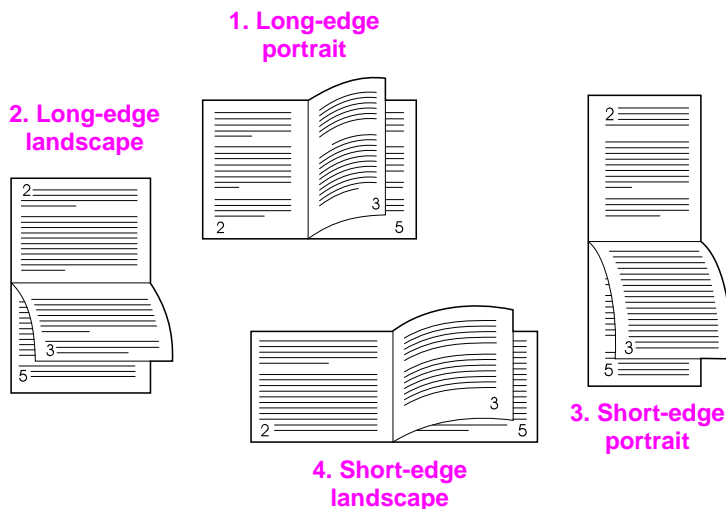 1. Long-edge
portrait
2
3
5
2. Long-edge
landscape
2
3
5
2
3
5
3. Short-edge
portrait
2
3
5
4. Short-edge
landscape